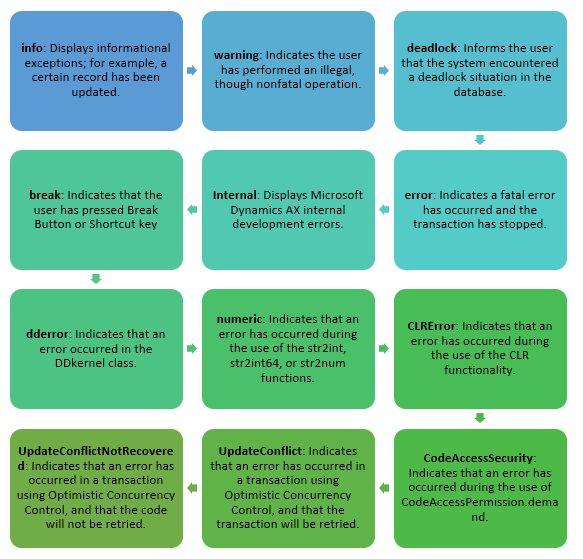 info: Displays informational
exceptions; for example, a
certain record has been
updated.
warning: Indicates the user
has performed an illegal,
though nonfatal operation.
deadlock: Informs the user
that the system encountered
a deadlock situation in the
database.
error: Indicates a fatal error
has occurred and the
transaction has stopped.
Internal: Displays Microsoft
Dynamics AX internal
development errors.
break: Indicates that the
user has pressed Break
Button or Shortcut key
dderror: Indicates that an
error occurred in the
DDkernel class.
numeric: Indicates that an
error has occurred during
the use of the str2int,
str2int64, or str2num
functions.
CLRError: Indicates that an
error has occurred during
the use of the CLR
functionality.
CodeAccessSecurity:
Indicates that an error has
occurred during the use of
CodeAccessPermission.dema
nd.
UpdateConflict: Indicates
that an error has occurred in
a transaction using
Optimistic Concurrency
Control, and that the
transaction will be retried.
UpdateConflictNotRecovere
d: Indicates that an error has
occurred in a transaction
using Optimistic Concurrency
Control, and that the code
will not be retried.